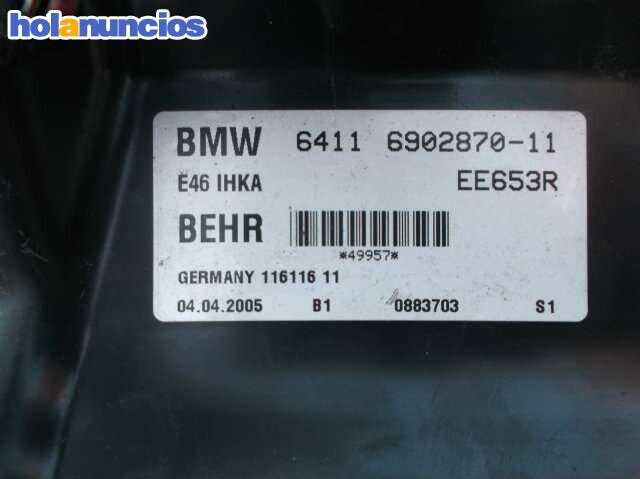 holanuncios
BMW 6411 6902870-11
E46 IHKA EE653R
BEHR *49957*
GERMANY 116116 11
04.04.2005 B1 0883703 S1